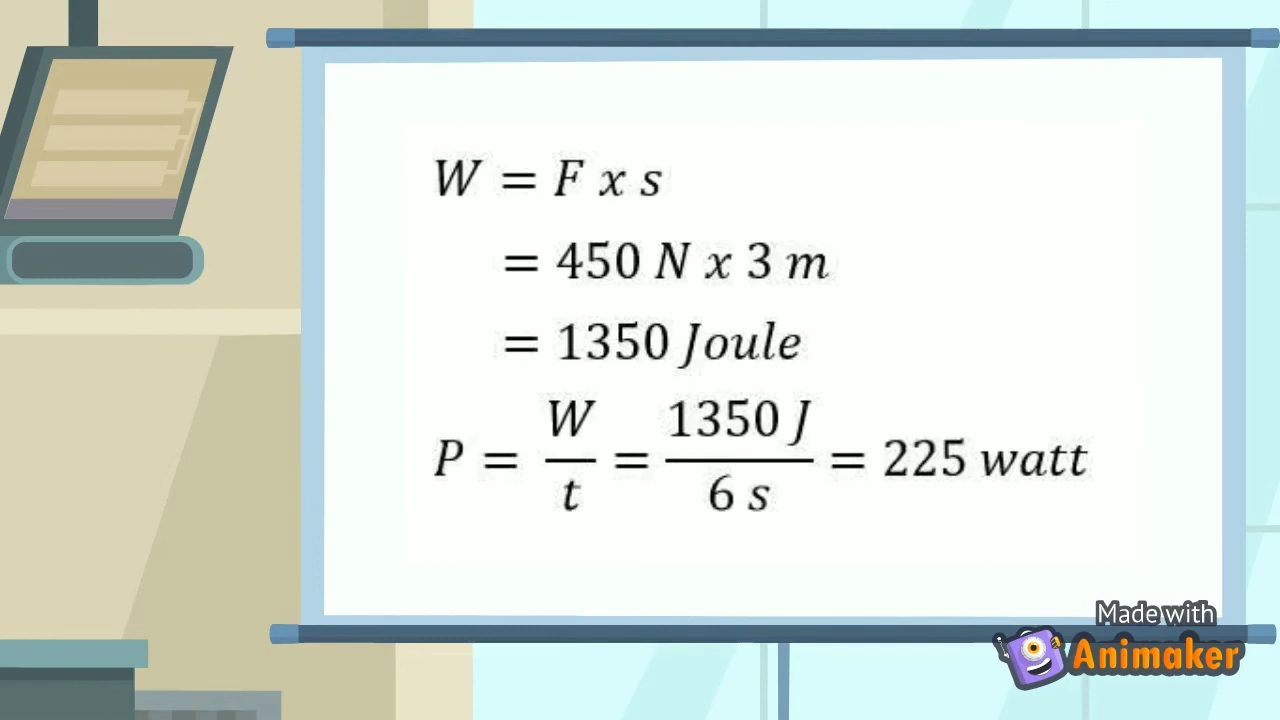 W = F x s
= 450 N x 3 m
= 1350 Joule
P = W/t = 1350 J/6 s = 225 watt
Made with
Animaker